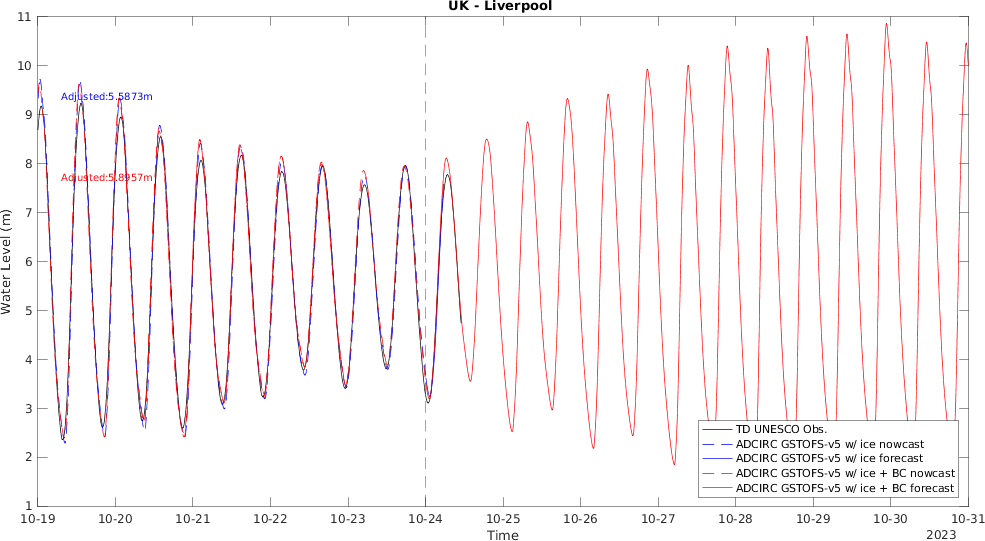 UK - Liverpool
11
10
9
8
7
6
5
4
3
2
1
Water Level (m)
Adjusted:5.5873m
Adjusted:5.8957m
TD UNESCO Obs.
ADCIRC GSTOFS-v5 w/ ice nowcast
ADCIRC GSTOFS-v5 w/ ice forecast
ADCIRC GSTOFS-v5 w/ ice + BC nowcast
ADCIRC GSTOFS-v5 w/ ice + BC forecast
10-19 10-20 10-21 10-22 10-23 10-24 10-25 10-26 10-27 10-28 10-29 10-30 10-31
Time
2023